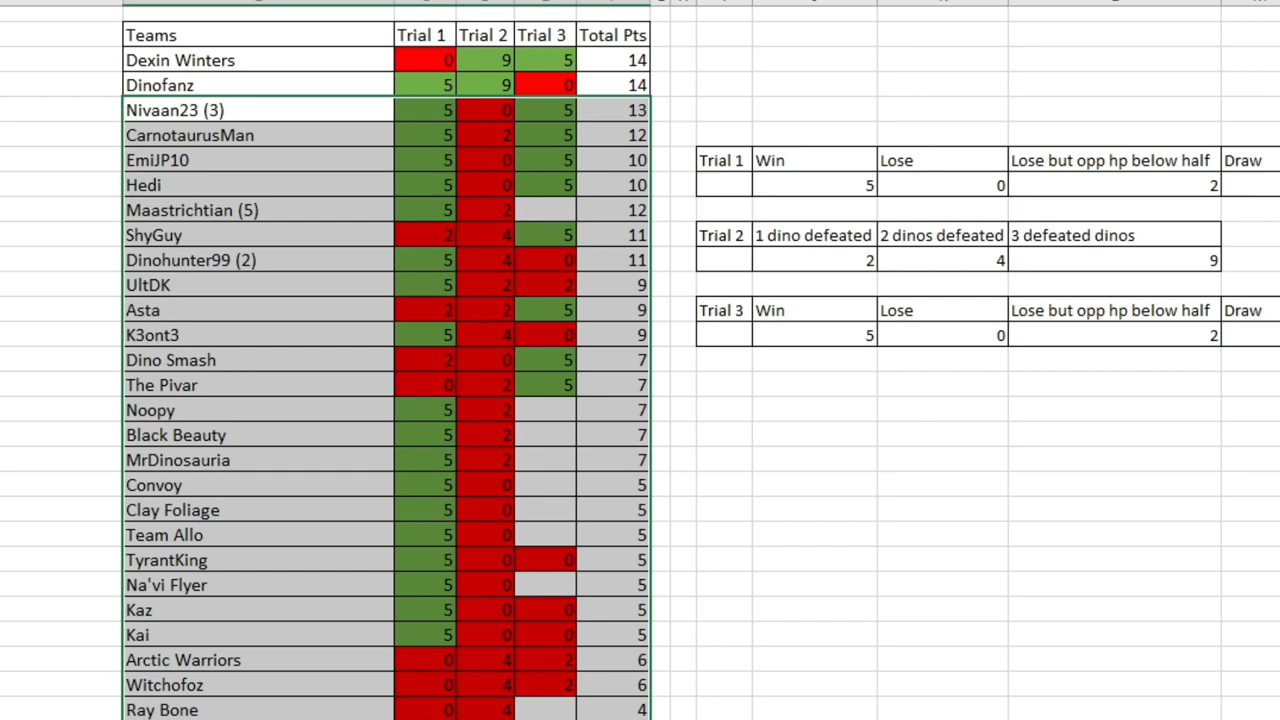 Teams Trial 1 Trial 2 Trial 3 Total Pts
Dexin Winters 0 9 5 14
Dinofanz 5 9 0 14
Nivaan23 (3) 5 0 5 13
CarnotaurusMan 5 2 5 12
EmiJP10 5 0 5 10
Hedi 5 0 5 10
Maastrichtian (5) 5 2 12
ShyGuy 2 4 5 11
Dinohunter99 (2) 5 4 0 11
UltDK 5 2 2 9
Asta 2 2 5 9
K3ont3 5 4 0 9
Dino Smash 2 0 5 7
The Pivar 0 2 5 7
Noopy 5 2 7
Black Beauty 5 2 7
MrDinosauria 5 2 7
Convoy 5 0 5
Clay Foliage 5 0 5
Team Allo 5 0 5
TyrantKing 5 0 0 5
Na'vi Flyer 5 0 5
Kaz 5 0 0 5
Kai 5 0 0 5
Arctic Warriors 0 4 2 6
Witchofoz 0 4 2 6
Ray Bone 0 4 4
Trial 1 Win Lose Lose but opp hp below half Draw
5 0 2
Trial 2 1 dino defeated 2 dinos defeated 3 defeated dinos
2 4 9
Trial 3 Win Lose Lose but opp hp below half Draw
5 0 2